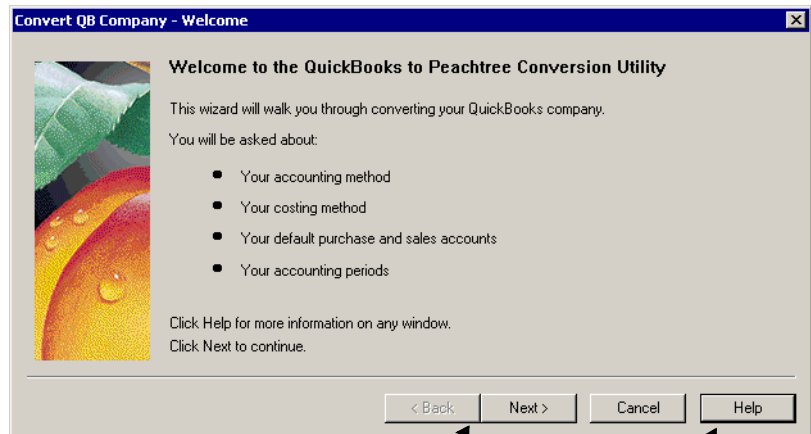 Convert QB Company - Welcome
Welcome to the QuickBooks to Peachtree Conversion Utility
This wizard will walk you through converting your QuickBooks company.
You will be asked about:
• Your accounting method
• Your costing method
• Your default purchase and sales accounts
• Your accounting periods
Click Help for more information on any window.
Click Next to continue.
< Back Next > Cancel Help